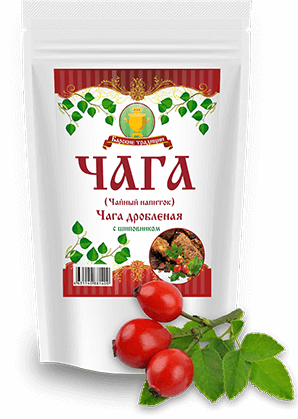 Барские традиции
ЧАГА
(Чайный напиток)
Чага дробленая
с шиповником